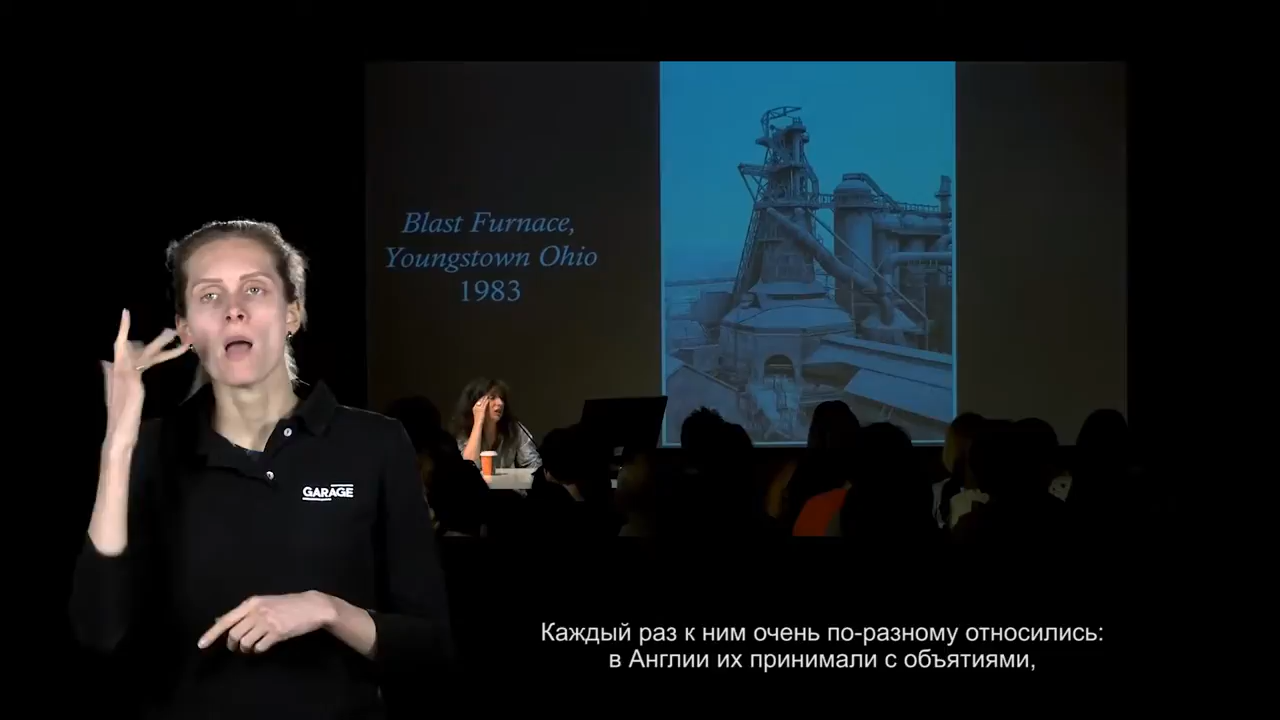 Blast Furnace,
Youngstown Ohio
1983
GARAGE
Каждый раз к ним очень по-разному относились:
в Англии их принимали с объятиями,